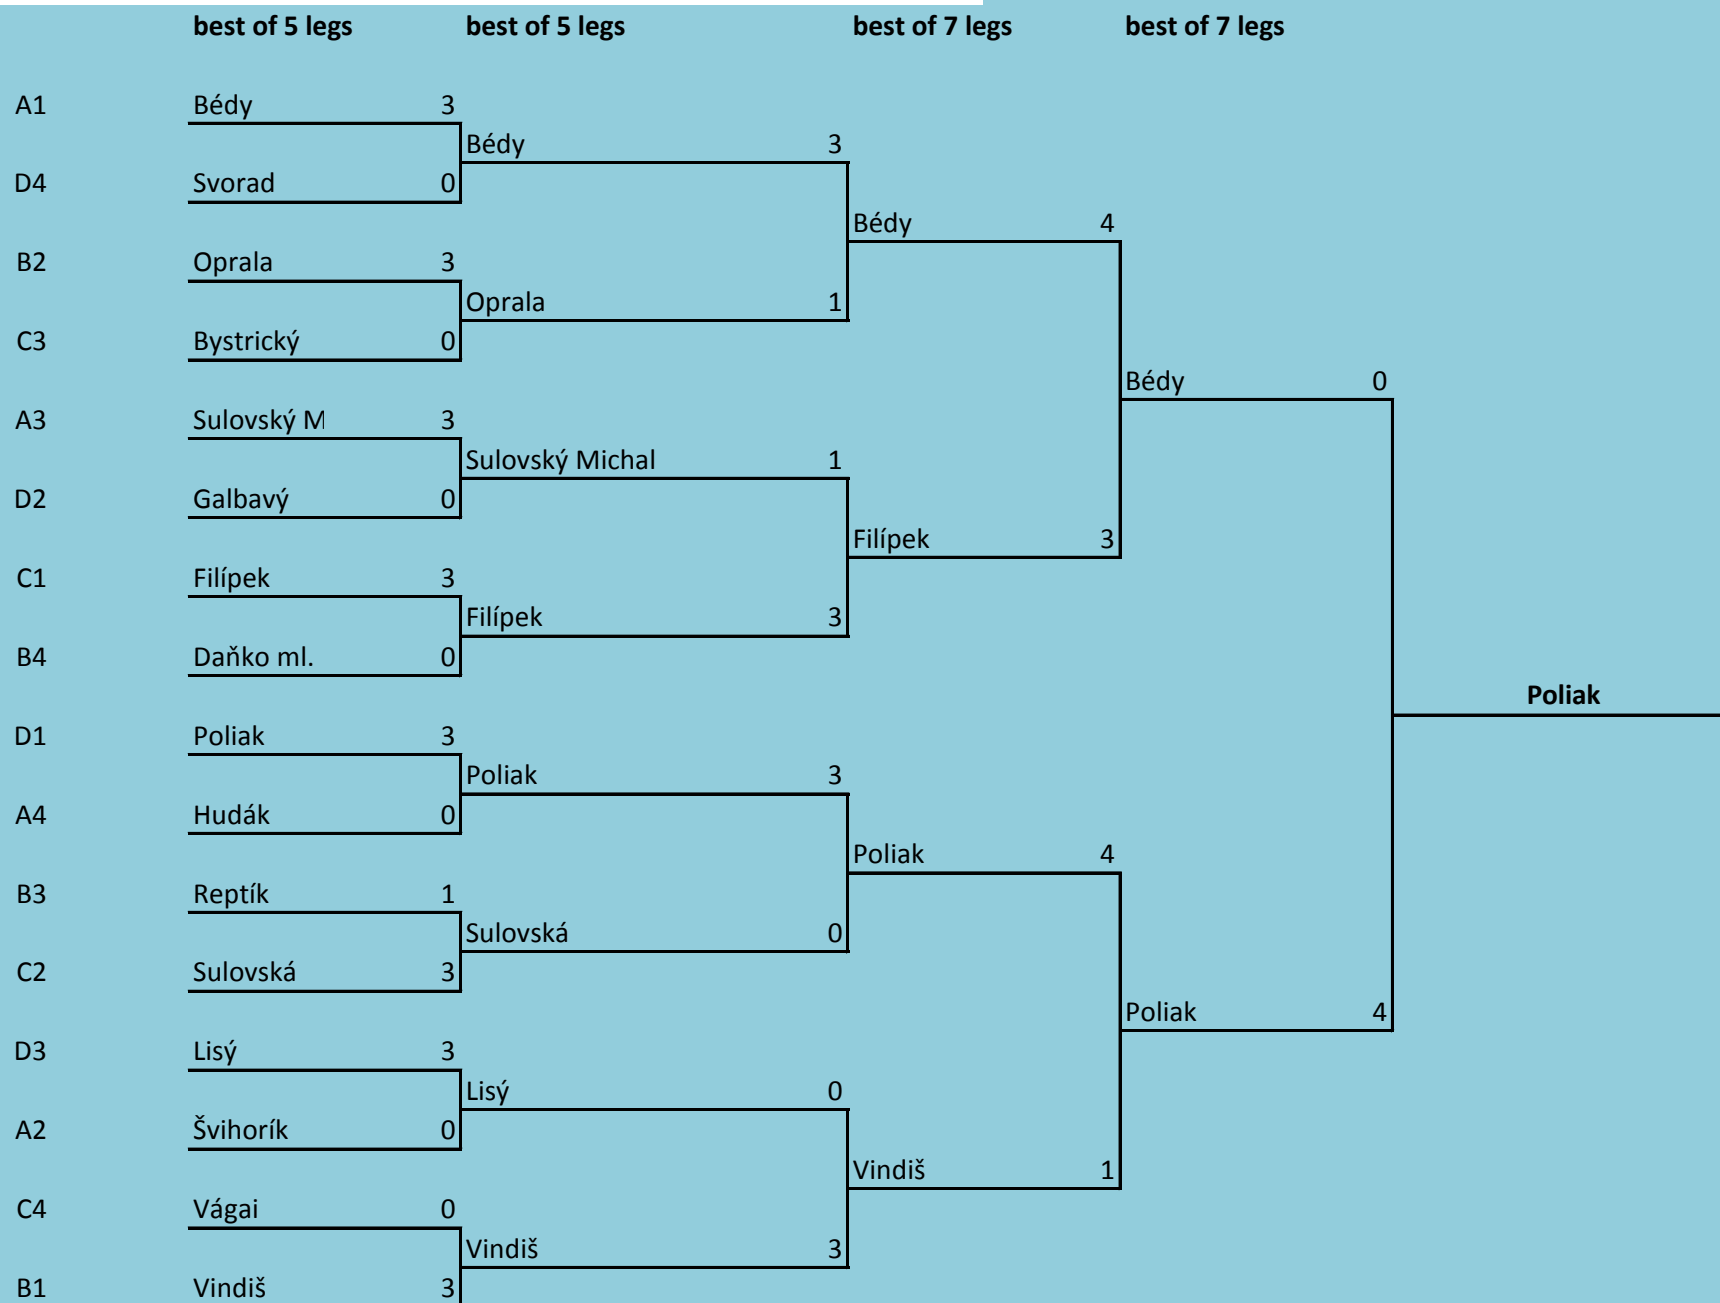 best of 5 legs best of 5 legs best of 7 legs best of 7 legs
A1 Bédy 3
Bédy 3
D4 Svorad 0
Bédy 4
B2 Oprala 3
Oprala 1
C3 Bystrický 0
Bédy 0
A3 Sulovský M 3
Sulovský Michal 1
D2 Galbavý 0
Filípek 3
C1 Filípek 3
Filípek 3
B4 Daňko ml. 0
Poliak
D1 Poliak 3
Poliak 3
A4 Hudák 0
Poliak 4
B3 Reptík 1
Sulovská 0
C2 Sulovská 3
Poliak 4
D3 Lisý 3
Lisý 0
A2 Švihorík 0
Vindiš 1
C4 Vágai 0
Vindiš 3
B1 Vindiš 3